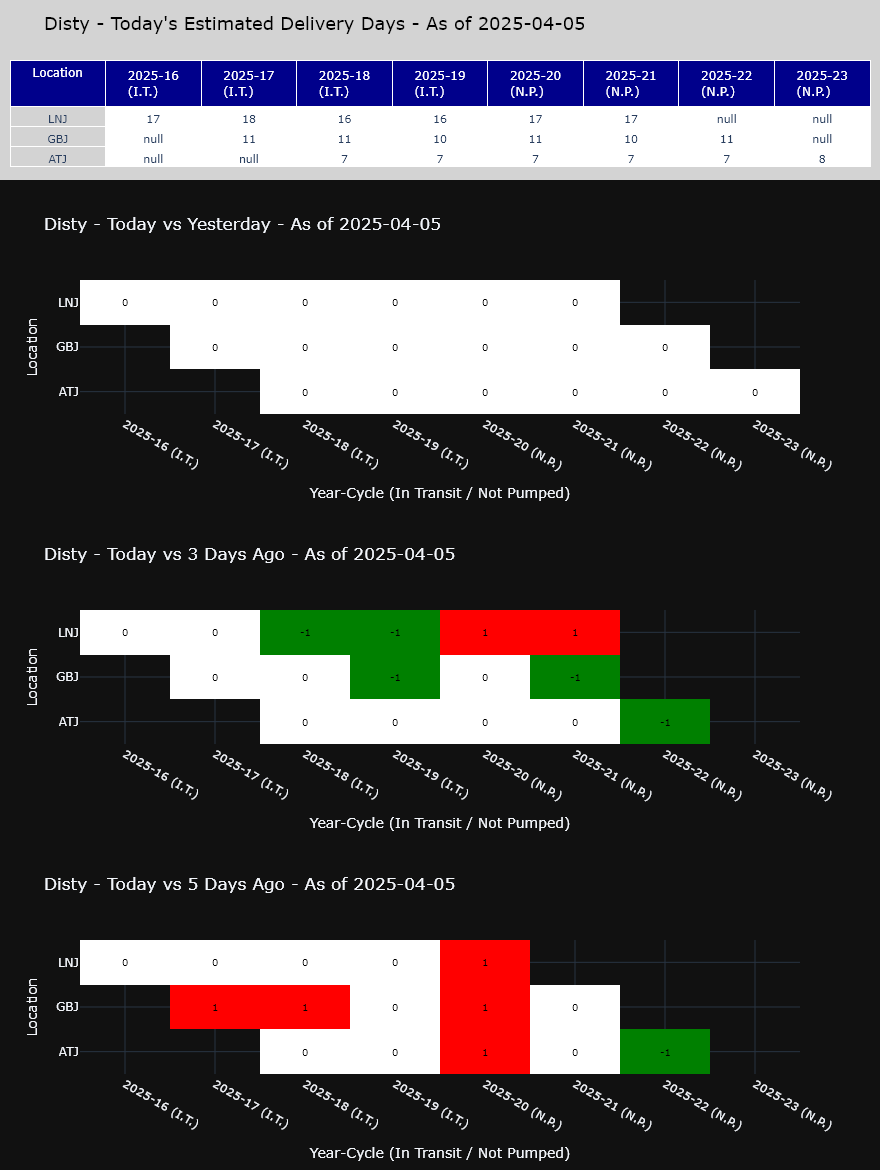 Disty - Today's Estimated Delivery Days - As of 2025-04-05
Location 2025-16 (I.T.) 2025-17 (I.T.) 2025-18 (I.T.) 2025-19 (I.T.) 2025-20 (N.P.) 2025-21 (N.P.) 2025-22 (N.P.) 2025-23 (N.P.)
LNJ 17 18 16 16 17 17 null null
GBJ null 11 11 10 11 10 11 null
ATJ null null 7 7 7 7 7 8
Disty - Today vs Yesterday - As of 2025-04-05
Location
LNJ 0 0 0 0 0 0
GBJ 0 0 0 0 0 0
ATJ 0 0 0 0 0 0
2025-16 (I.T.) 2025-17 (I.T.) 2025-18 (I.T.) 2025-19 (I.T.) 2025-20 (N.P.) 2025-21 (N.P.) 2025-22 (N.P.) 2025-23 (N.P.)
Year-Cycle (In Transit / Not Pumped)
Disty - Today vs 3 Days Ago - As of 2025-04-05
Location
LNJ 0 0 -1 -1 1 1
GBJ 0 0 -1 0 -1
ATJ 0 0 0 0 -1
2025-16 (I.T.) 2025-17 (I.T.) 2025-18 (I.T.) 2025-19 (I.T.) 2025-20 (N.P.) 2025-21 (N.P.) 2025-22 (N.P.) 2025-23 (N.P.)
Year-Cycle (In Transit / Not Pumped)
Disty - Today vs 5 Days Ago - As of 2025-04-05
Location
LNJ 0 0 0 0 1
GBJ 1 1 0 1 0
ATJ 0 0 1 0 -1
2025-16 (I.T.) 2025-17 (I.T.) 2025-18 (I.T.) 2025-19 (I.T.) 2025-20 (N.P.) 2025-21 (N.P.) 2025-22 (N.P.) 2025-23 (N.P.)
Year-Cycle (In Transit / Not Pumped)